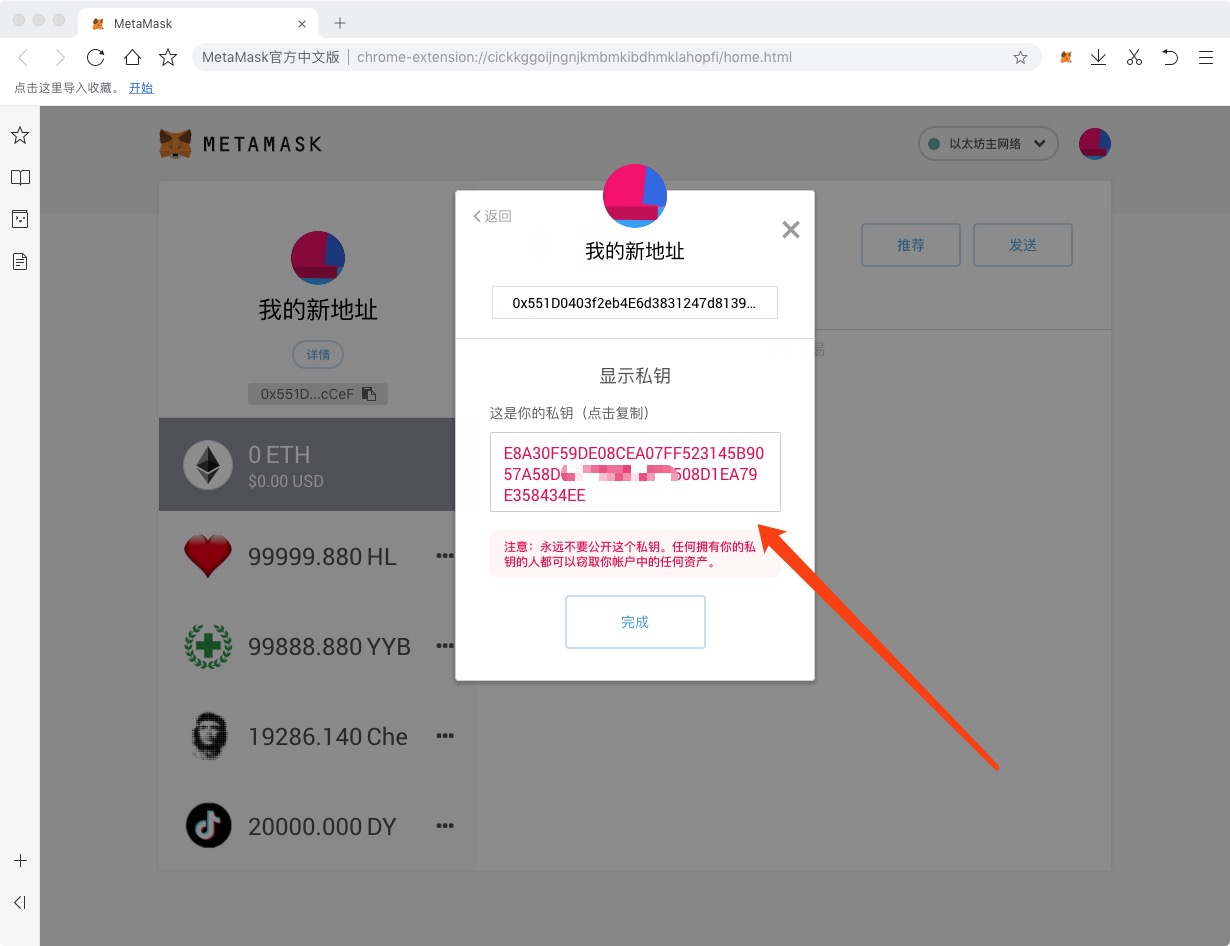 MetaMask
MetaMask官方中文版 | chrome-extension://cickkggoijngnjkmbmkibdhmklahopfi/home.html
点击这里导入收藏。 开始
METAMASK
以太坊主网络
返回
我的新地址
0x551D0403f2eb4E6d3831247d8139...
推荐
发送
我的新地址
详情
0x551D...cCeF
显示私钥
易
这是你的私钥（点击复制）
E8A30F59DE08CEA07FF523145B90
57A58D 508D1EA79
E358434EE
注意：永远不要公开这个私钥。任何拥有你的私
钥的人都可以窃取你帐户中的任何资产。
完成
0 ETH
$0.00 USD
99999.880 HL
99888.880 YYB
19286.140 Che
20000.000 DY